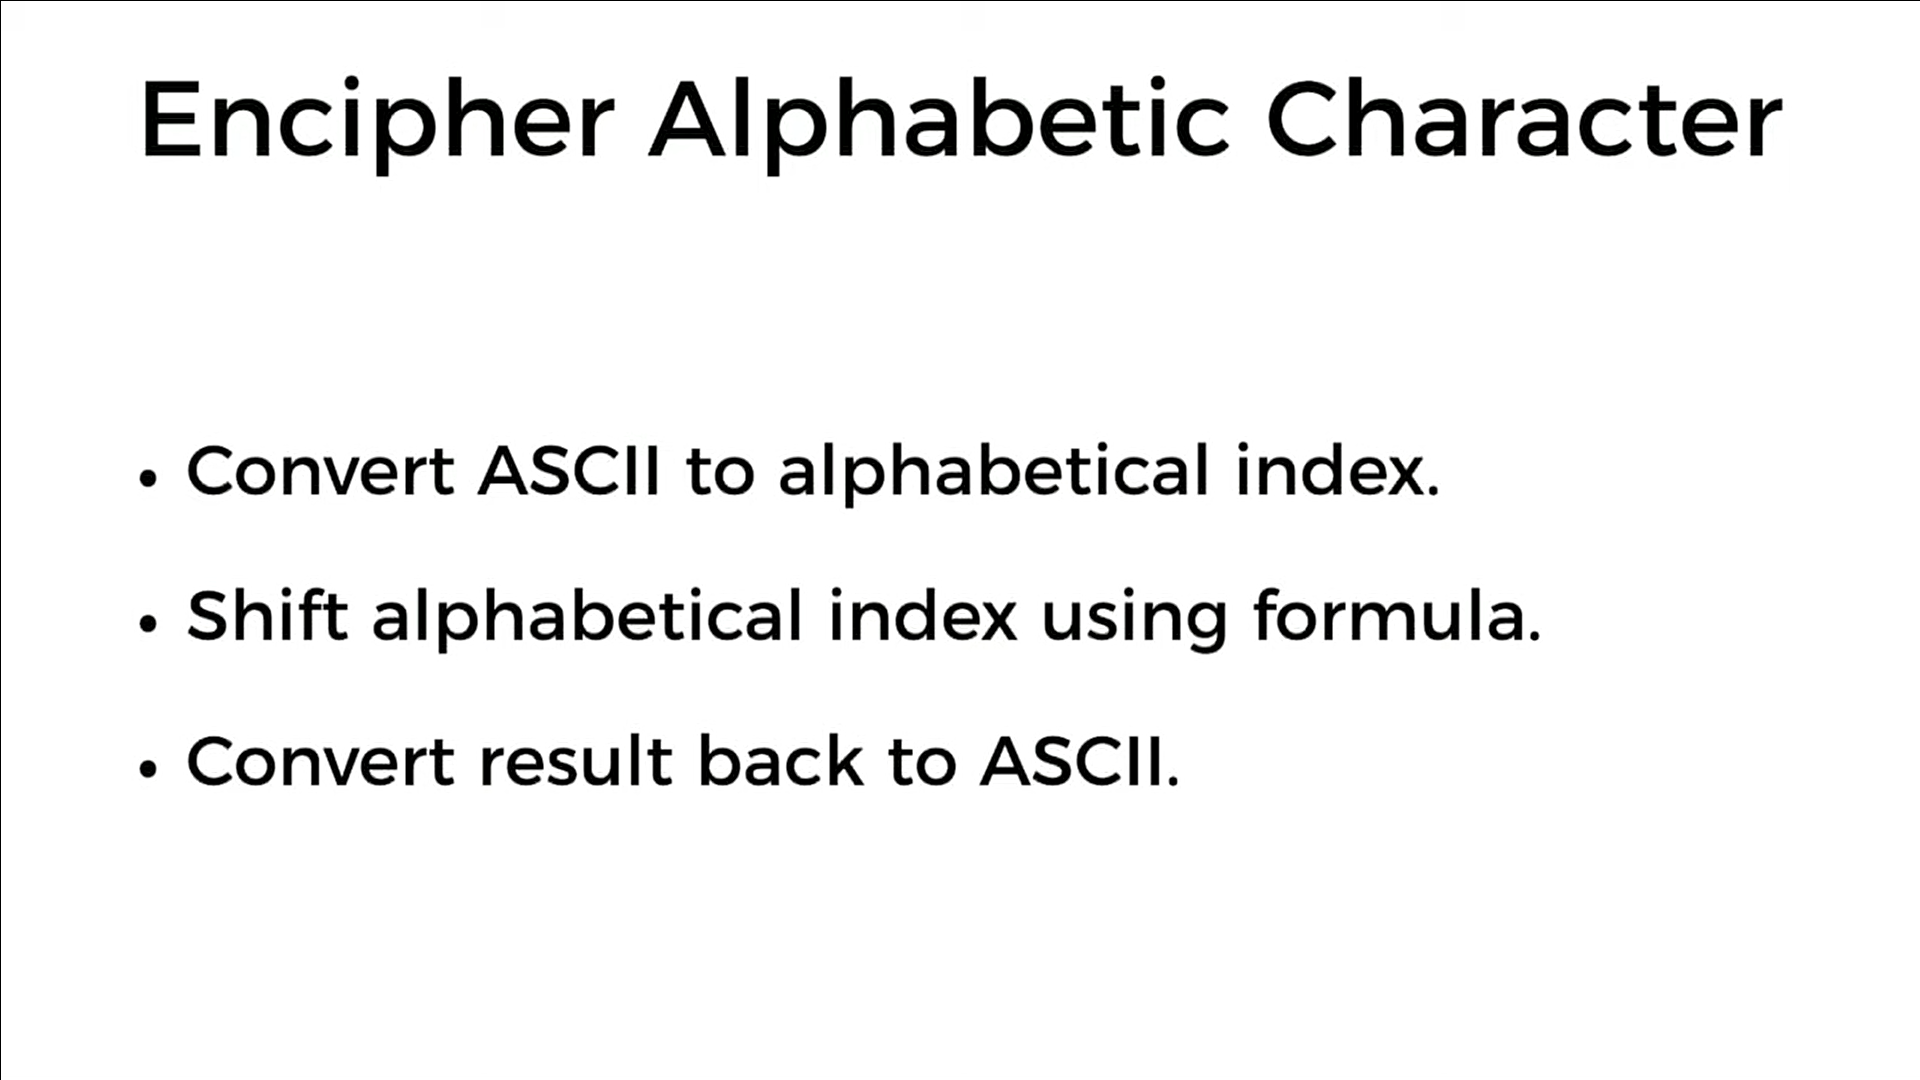 Encipher Alphabetic Character
• Convert ASCII to alphabetical index.
• Shift alphabetical index using formula.
• Convert result back to ASCII.